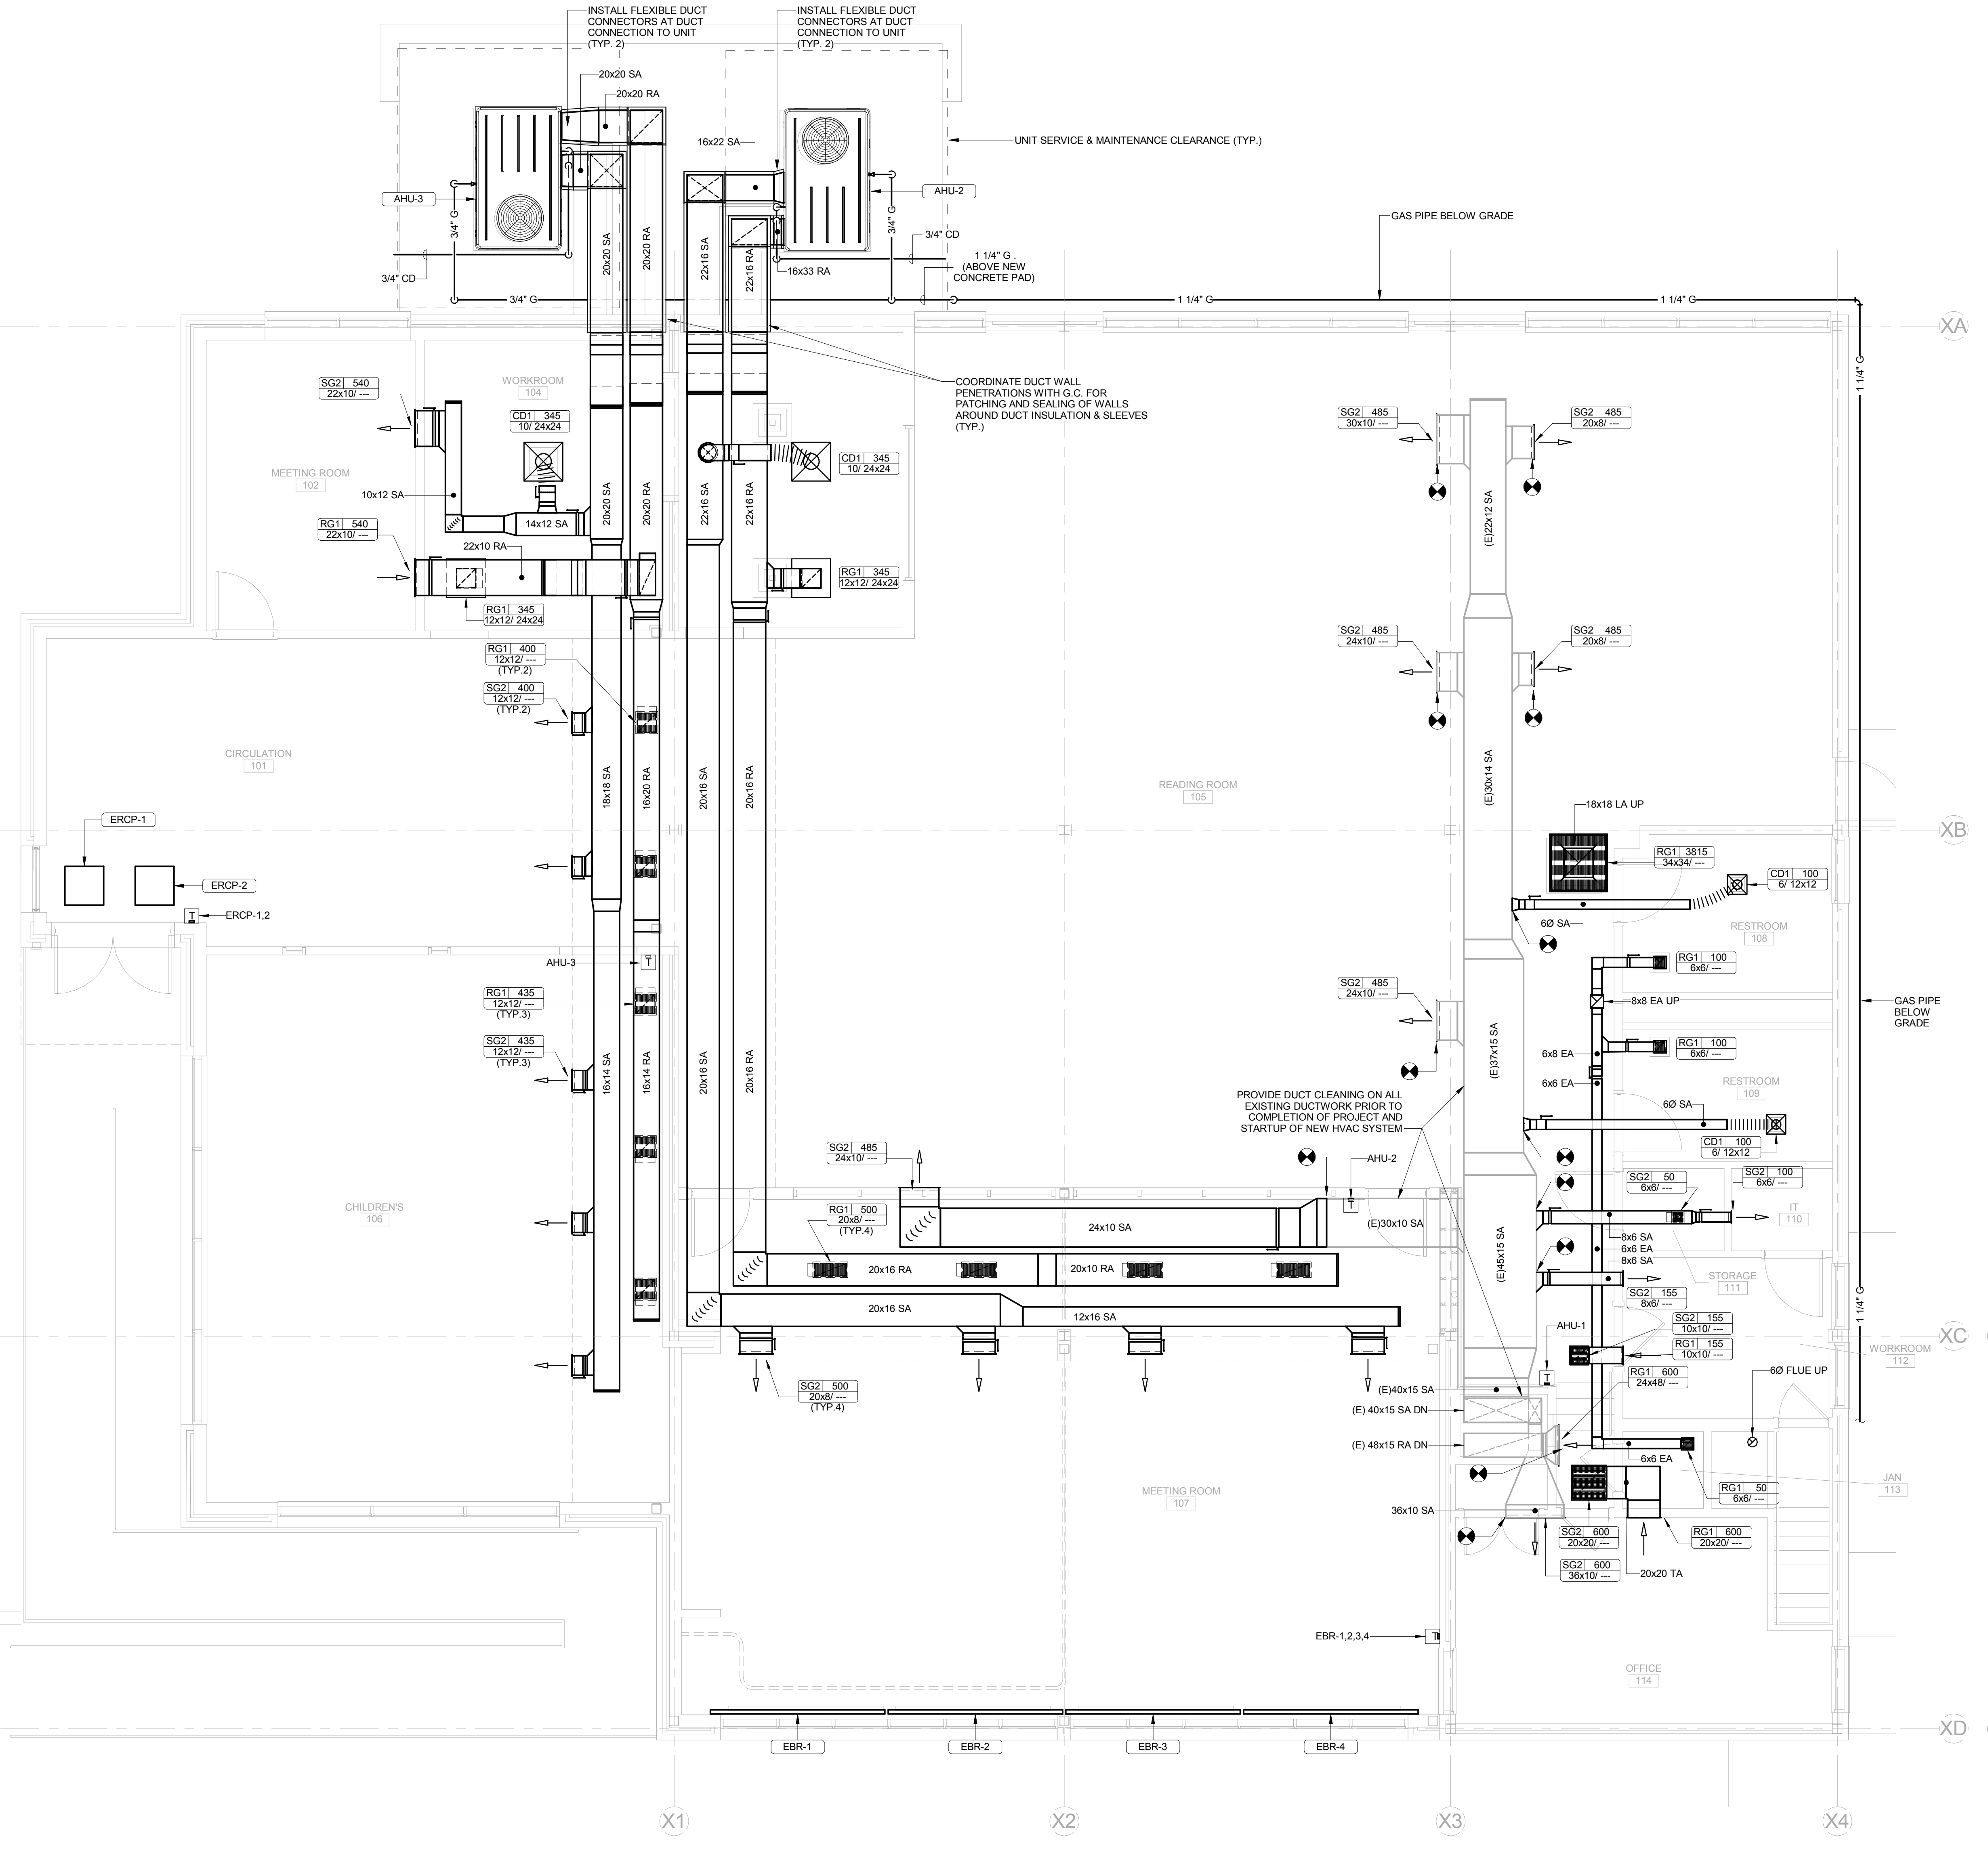 INSTALL FLEXIBLE DUCT
CONNECTORS AT DUCT
CONNECTION TO UNIT
(TYP. 2)
INSTALL FLEXIBLE DUCT
CONNECTORS AT DUCT
CONNECTION TO UNIT
(TYP. 2)
20x20 SA
20x20 RA
16x22 SA
UNIT SERVICE & MAINTENANCE CLEARANCE (TYP.)
AHU-3
AHU-2
3/4" G
3/4" G
GAS PIPE BELOW GRADE
20x20 SA
20x20 RA
22x16 SA
22x16 RA
3/4" CD
3/4" CD
16x33 RA
1 1/4" G .
(ABOVE NEW
CONCRETE PAD)
3/4" G
1 1/4" G
1 1/4" G
XA
1 1/4" G
COORDINATE DUCT WALL
PENETRATIONS WITH G.C. FOR
PATCHING AND SEALING OF WALLS
AROUND DUCT INSULATION & SLEEVES
(TYP.)
SG2 540
22x10/ ---
WORKROOM
104
CD1 345
10/ 24x24
CD1 345
10/ 24x24
SG2 485
30x10/ ---
SG2 485
20x8/ ---
MEETING ROOM
102
10x12 SA
14x12 SA
20x20 SA
20x20 RA
22x16 SA
22x16 RA
(E)22x12 SA
RG1 540
22x10/ ---
22x10 RA
RG1 345
12x12/ 24x24
RG1 345
12x12/ 24x24
RG1 400
12x12/ ---
(TYP.2)
SG2 400
12x12/ ---
(TYP.2)
SG2 485
24x10/ ---
SG2 485
20x8/ ---
CIRCULATION
101
18x18 SA
16x20 RA
20x16 SA
20x16 RA
READING ROOM
105
(E)30x14 SA
18x18 LA UP
ERCP-1
XB
RG1 3815
34x34/ ---
CD1 100
6/ 12x12
ERCP-2
T
ERCP-1,2
6Ø SA
RESTROOM
108
AHU-3
T
RG1 100
6x6/ ---
RG1 435
12x12/ ---
(TYP.3)
SG2 485
24x10/ ---
8x8 EA UP
GAS PIPE
BELOW
GRADE
SG2 435
12x12/ ---
(TYP.3)
16x14 SA
16x14 RA
20x16 SA
20x16 RA
(E)37x15 SA
6x8 EA
RG1 100
6x6/ ---
6x6 EA
RESTROOM
109
PROVIDE DUCT CLEANING ON ALL
EXISTING DUCTWORK PRIOR TO
COMPLETION OF PROJECT AND
STARTUP OF NEW HVAC SYSTEM
6Ø SA
SG2 485
24x10/ ---
AHU-2
CD1 100
6/ 12x12
SG2 50
6x6/ ---
SG2 100
6x6/ ---
CHILDREN'S
106
RG1 500
20x8/ ---
(TYP.4)
24x10 SA
T
(E)30x10 SA
(E)45x15 SA
IT
110
8x6 SA
6x6 EA
8x6 SA
20x16 RA
20x10 RA
STORAGE
111
SG2 155
8x6/ ---
1 1/4" G
20x16 SA
12x16 SA
AHU-1
SG2 155
10x10/ ---
RG1 155
10x10/ ---
XC
WORKROOM
112
T
RG1 600
24x48/ ---
6Ø FLUE UP
SG2 500
20x8/ ---
(TYP.4)
(E)40x15 SA
(E) 40x15 SA DN
(E) 48x15 RA DN
6x6 EA
MEETING ROOM
107
JAN
113
RG1 50
6x6/ ---
36x10 SA
SG2 600
20x20/ ---
RG1 600
20x20/ ---
SG2 600
36x10/ ---
20x20 TA
EBR-1,2,3,4
T
OFFICE
114
XD
EBR-1
EBR-2
EBR-3
EBR-4
X1
X2
X3
X4